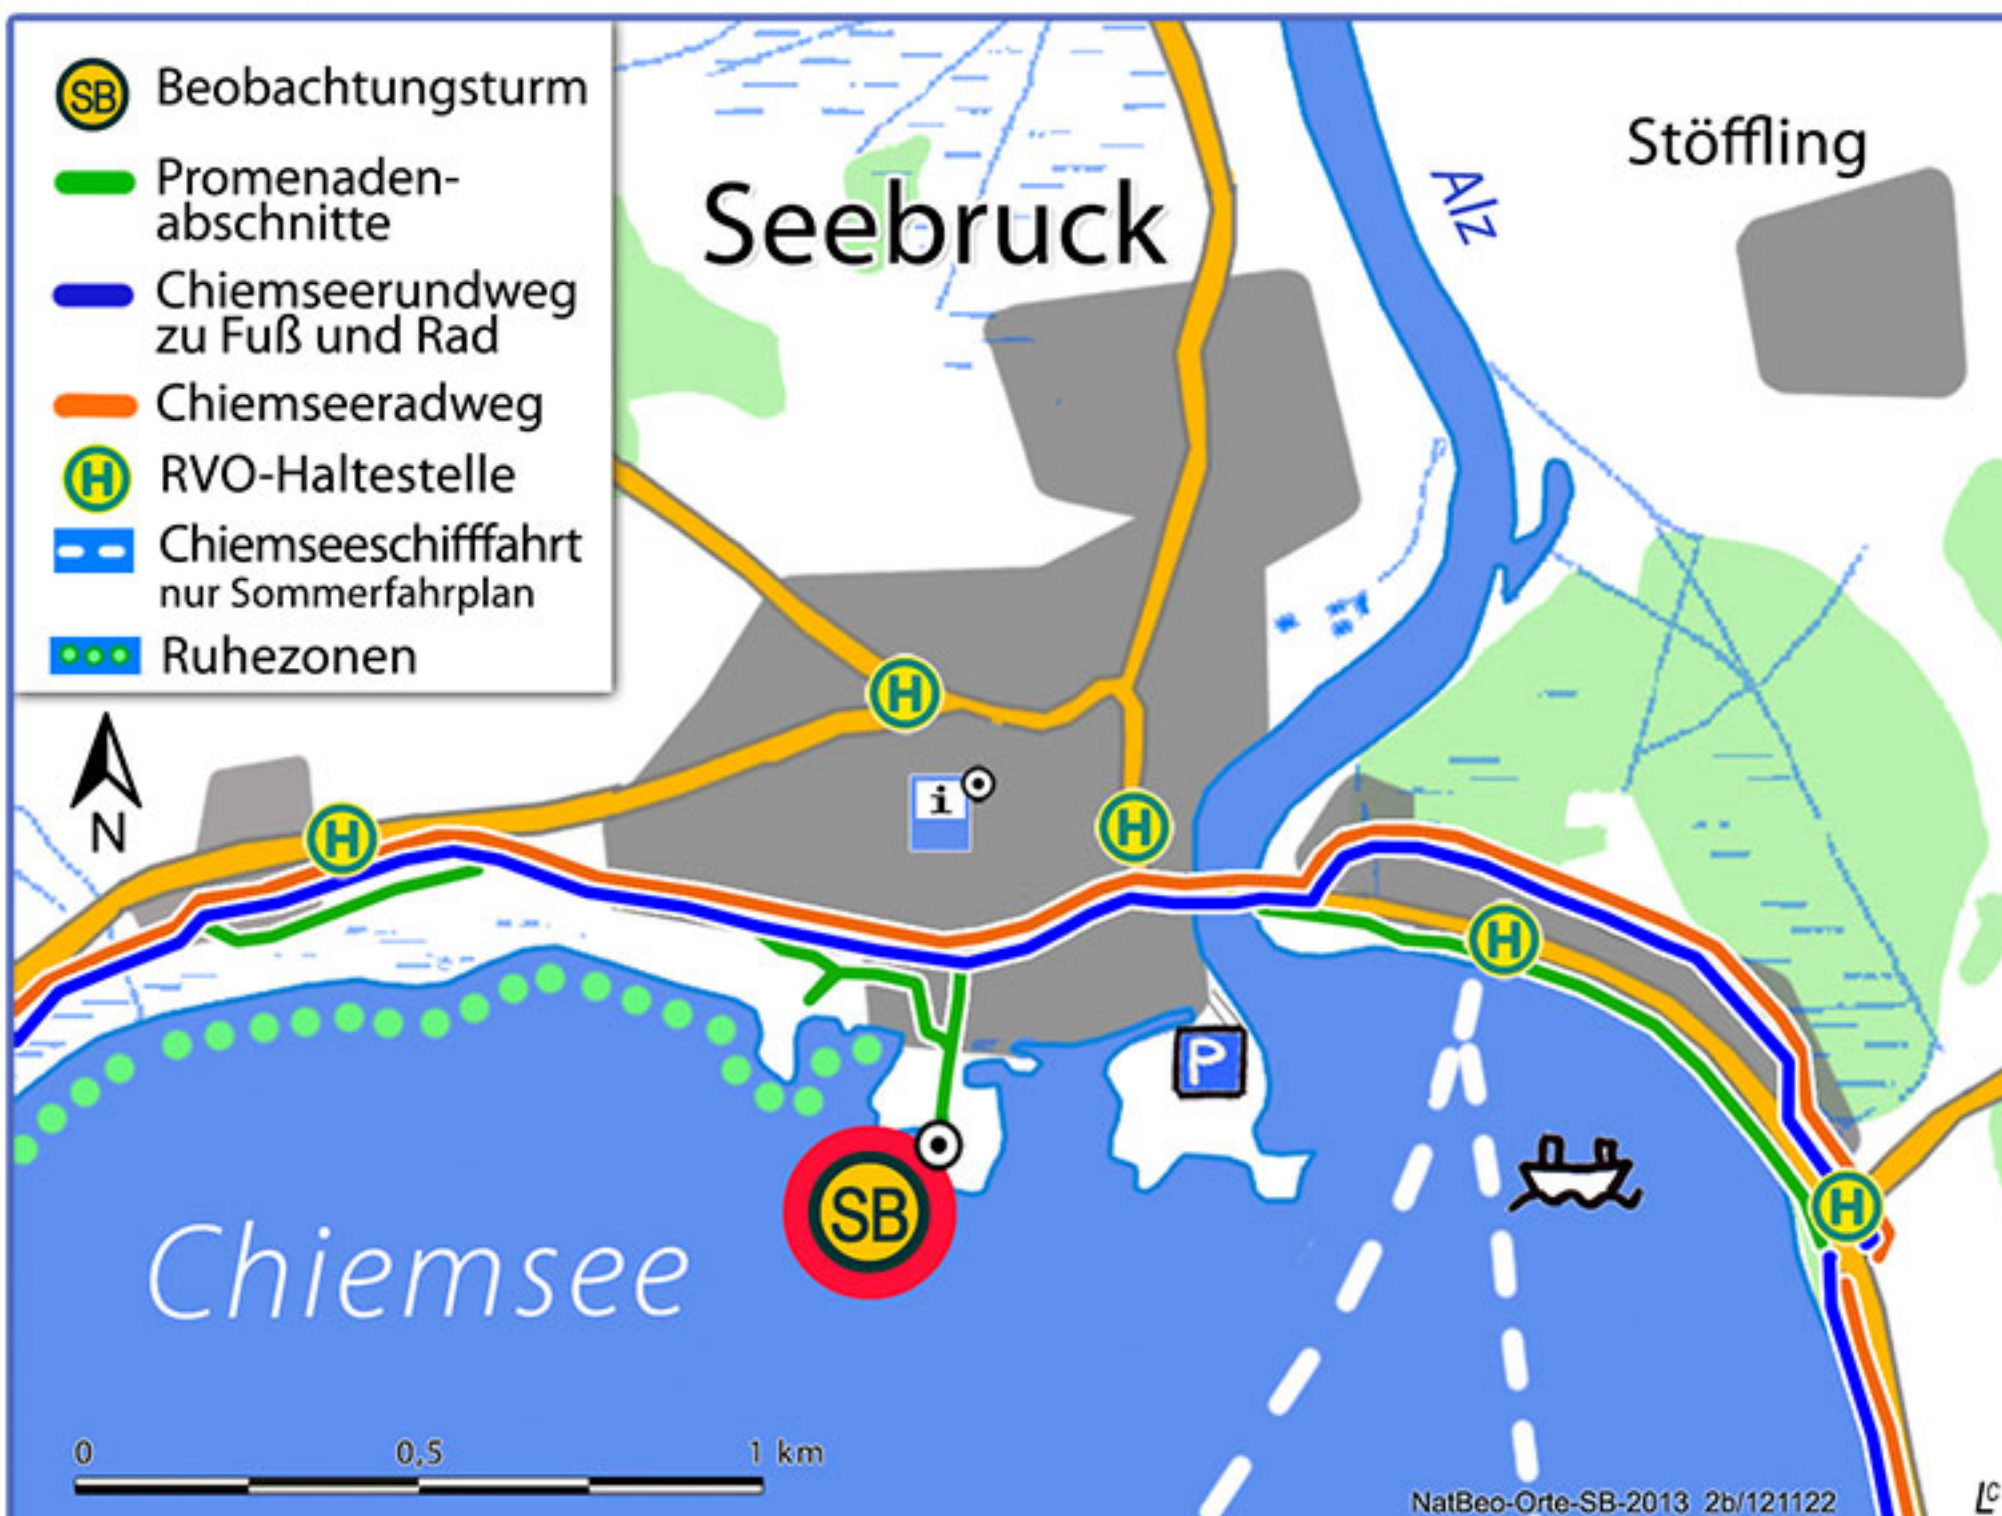 SB Beobachtungsturm
Promenaden-
abschnitte
Chiemseerundweg
zu Fuß und Rad
Chiemseeradweg
H RVO-Haltestelle
Chiemseeschifffahrt
nur Sommerfahrplan
Ruhezonen
N
Seebruck
Alz
Stöffling
H
i
H
H
H
P
H
SB
Chiemsee
0 0,5 1 km
NatBeo-Orte-SB-2013 2b/121122